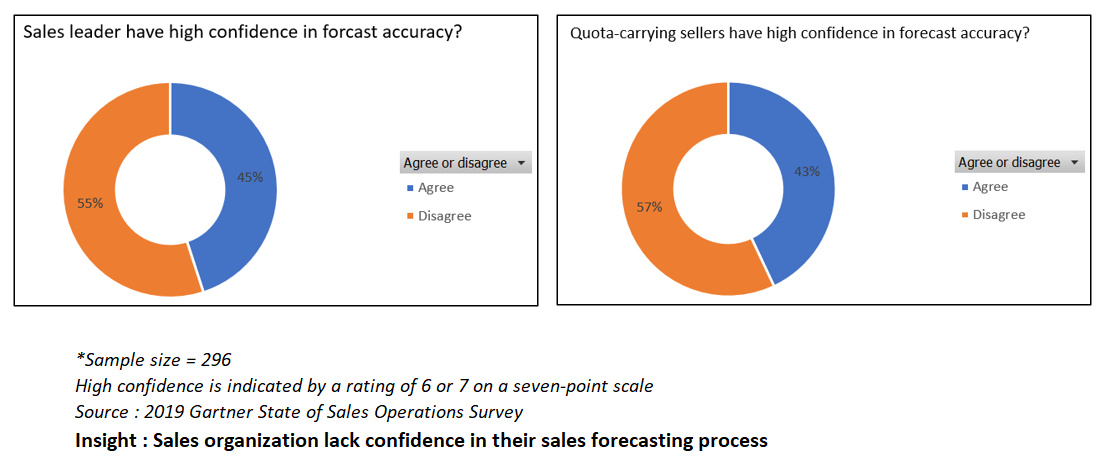 Sales leader have high confidence in forcast accuracy?
45%
55%
Agree or disagree
Agree
Disagree
Quota-carrying sellers have high confidence in forecast accuracy?
43%
57%
Agree or disagree
Agree
Disagree
*Sample size = 296
High confidence is indicated by a rating of 6 or 7 on a seven-point scale
Source : 2019 Gartner State of Sales Operations Survey
Insight : Sales organization lack confidence in their sales forecasting process